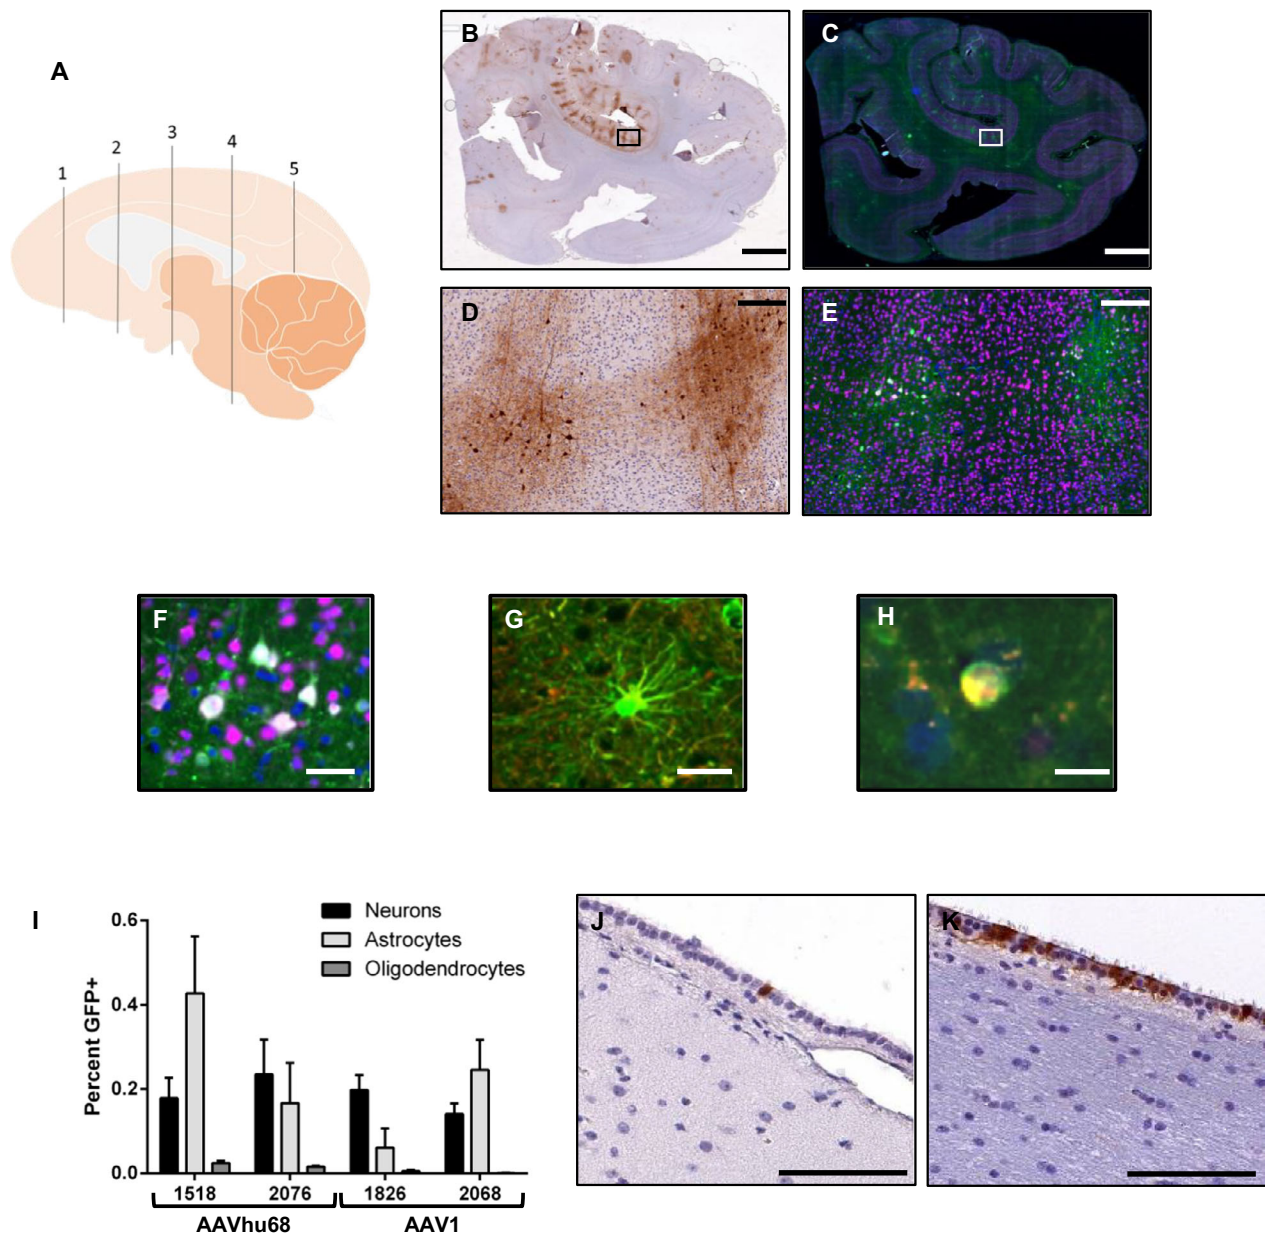 A
1
2
3
4
5
B
C
D
E
F
G
H
I
Percent GFP+
0.6
0.4
0.2
0.0
Neurons
Astrocytes
Oligodendrocytes
1518 2076 1826 2068
AAVhu68 AAV1
J
K